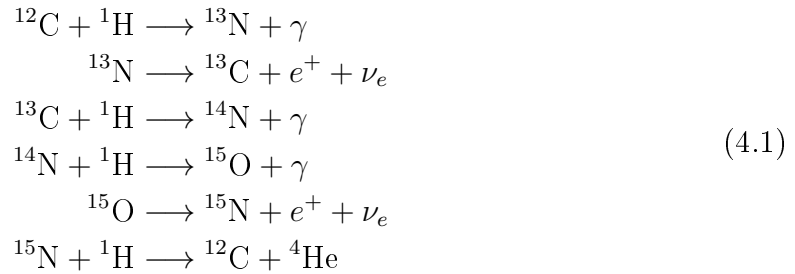 ¹²C + ¹H ⟶ ¹³N + γ
¹³N ⟶ ¹³C + e⁺ + νₑ
¹³C + ¹H ⟶ ¹⁴N + γ
¹⁴N + ¹H ⟶ ¹⁵O + γ
¹⁵O ⟶ ¹⁵N + e⁺ + νₑ
¹⁵N + ¹H ⟶ ¹²C + ⁴He
(4.1)